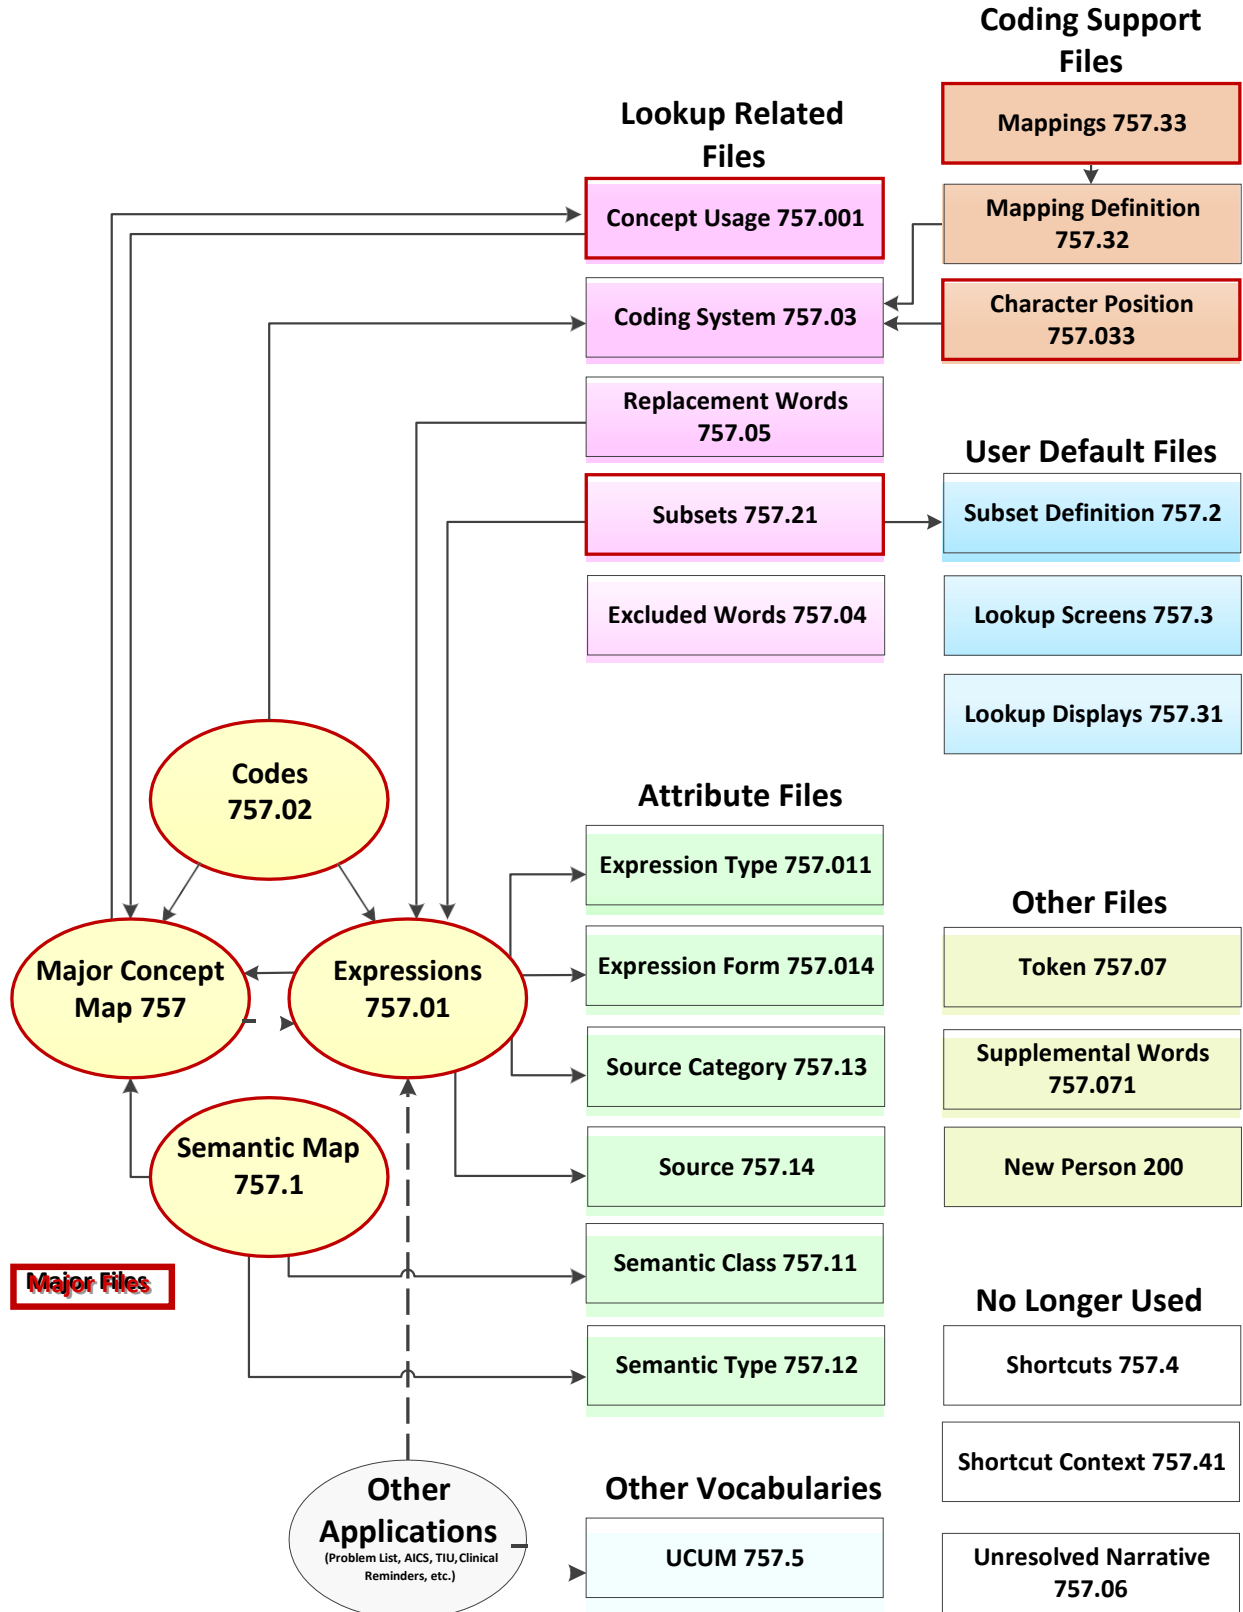 Coding Support
Files
Mappings 757.33
Mapping Definition
757.32
Character Position
757.033
Lookup Related
Files
Concept Usage 757.001
Coding System 757.03
Replacement Words
757.05
Subsets 757.21
Excluded Words 757.04
User Default Files
Subset Definition 757.2
Lookup Screens 757.3
Lookup Displays 757.31
Codes
757.02
Major Concept
Map 757
Expressions
757.01
Semantic Map
757.1
Major Files
Attribute Files
Expression Type 757.011
Expression Form 757.014
Source Category 757.13
Source 757.14
Semantic Class 757.11
Semantic Type 757.12
Other Files
Token 757.07
Supplemental Words
757.071
New Person 200
No Longer Used
Shortcuts 757.4
Shortcut Context 757.41
Unresolved Narrative
757.06
Other
Applications
(Problem List, AICS, TIU, Clinical
Reminders, etc.)
Other Vocabularies
UCUM 757.5